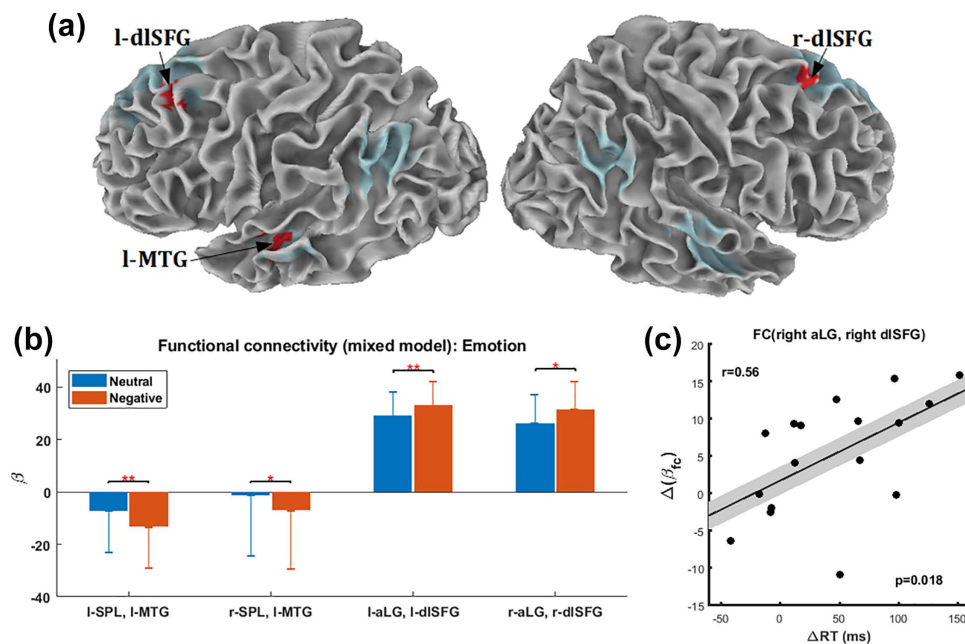 (a)
l-dlSFG
r-dlSFG
l-MTG
(b)
Functional connectivity (mixed model): Emotion
Neutral
Negative
β
40
20
0
-20
-40
**
*
**
*
l-SPL, l-MTG
r-SPL, l-MTG
l-aLG, l-dlSFG
r-aLG, r-dlSFG
(c)
FC(right aLG, right dlSFG)
r=0.56
p=0.018
Δ(βfc)
20
15
10
5
0
-5
-10
-15
-50
0
50
100
150
ΔRT (ms)